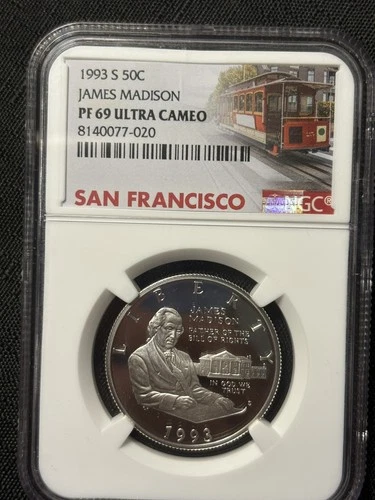 1993 S 50C
JAMES MADISON
PF 69 ULTRA CAMEO
8140077-020
SAN FRANCISCO
NGC®
LIBERTY
JAMES
MADISON
FATHER OF THE
BILL OF RIGHTS
IN GOD WE
TRUST
S
1993